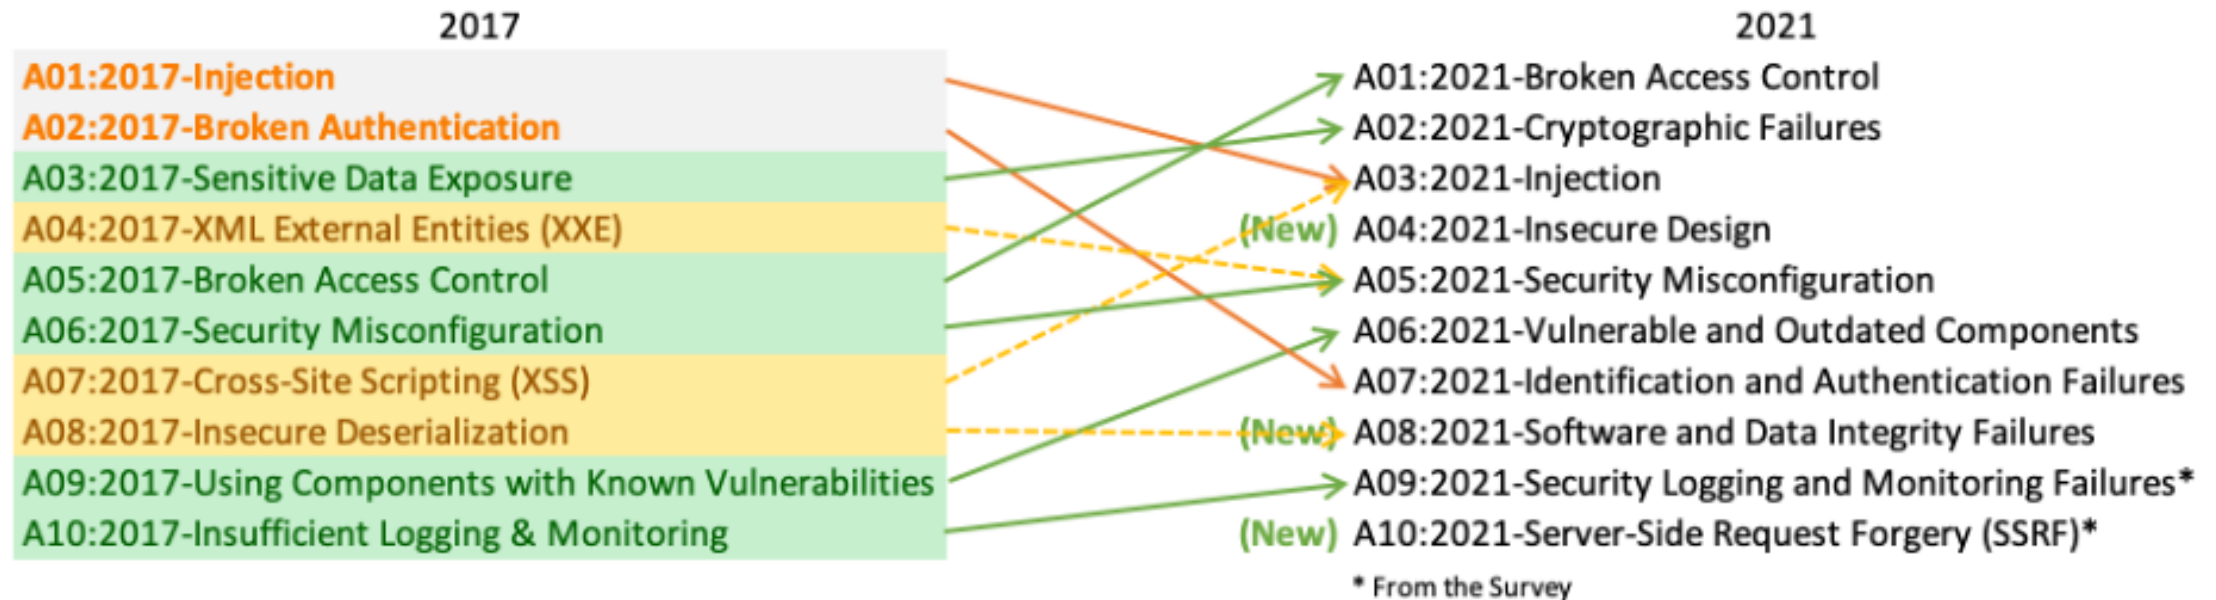 2017
A01:2017-Injection
A02:2017-Broken Authentication
A03:2017-Sensitive Data Exposure
A04:2017-XML External Entities (XXE)
A05:2017-Broken Access Control
A06:2017-Security Misconfiguration
A07:2017-Cross-Site Scripting (XSS)
A08:2017-Insecure Deserialization
A09:2017-Using Components with Known Vulnerabilities
A10:2017-Insufficient Logging & Monitoring
2021
A01:2021-Broken Access Control
A02:2021-Cryptographic Failures
A03:2021-Injection
(New) A04:2021-Insecure Design
A05:2021-Security Misconfiguration
A06:2021-Vulnerable and Outdated Components
A07:2021-Identification and Authentication Failures
(New) A08:2021-Software and Data Integrity Failures
A09:2021-Security Logging and Monitoring Failures*
(New) A10:2021-Server-Side Request Forgery (SSRF)*
* From the Survey